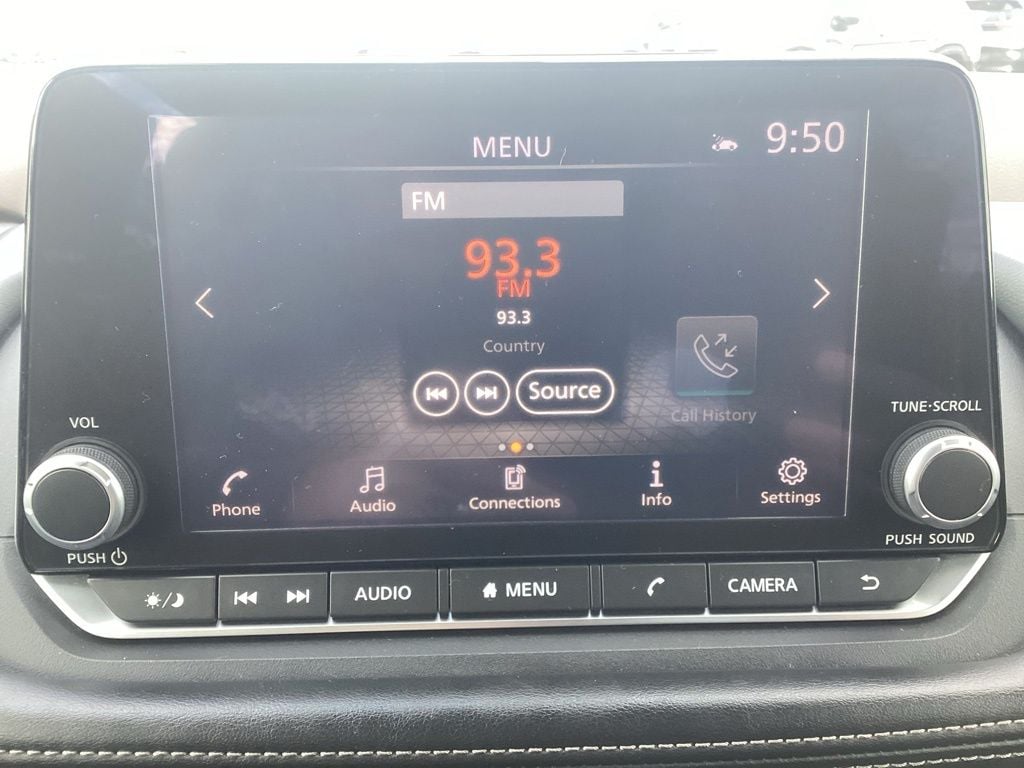 MENU
9:50
FM
93.3
FM
93.3
Country
Source
Call History
VOL
TUNE·SCROLL
Phone
Audio
Connections
Info
Settings
PUSH
PUSH SOUND
AUDIO
MENU
CAMERA